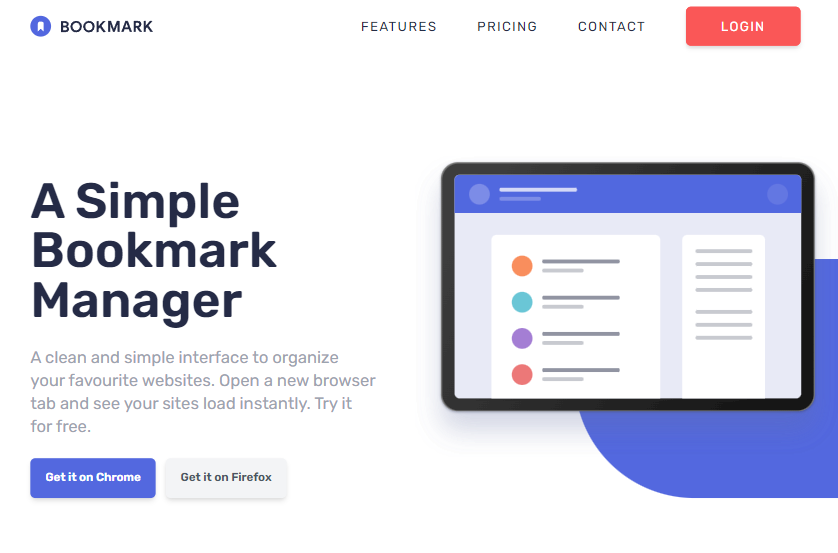 BOOKMARK
FEATURES
PRICING
CONTACT
LOGIN
A Simple
Bookmark
Manager
A clean and simple interface to organize
your favourite websites. Open a new browser
tab and see your sites load instantly. Try it
for free.
Get it on Chrome
Get it on Firefox